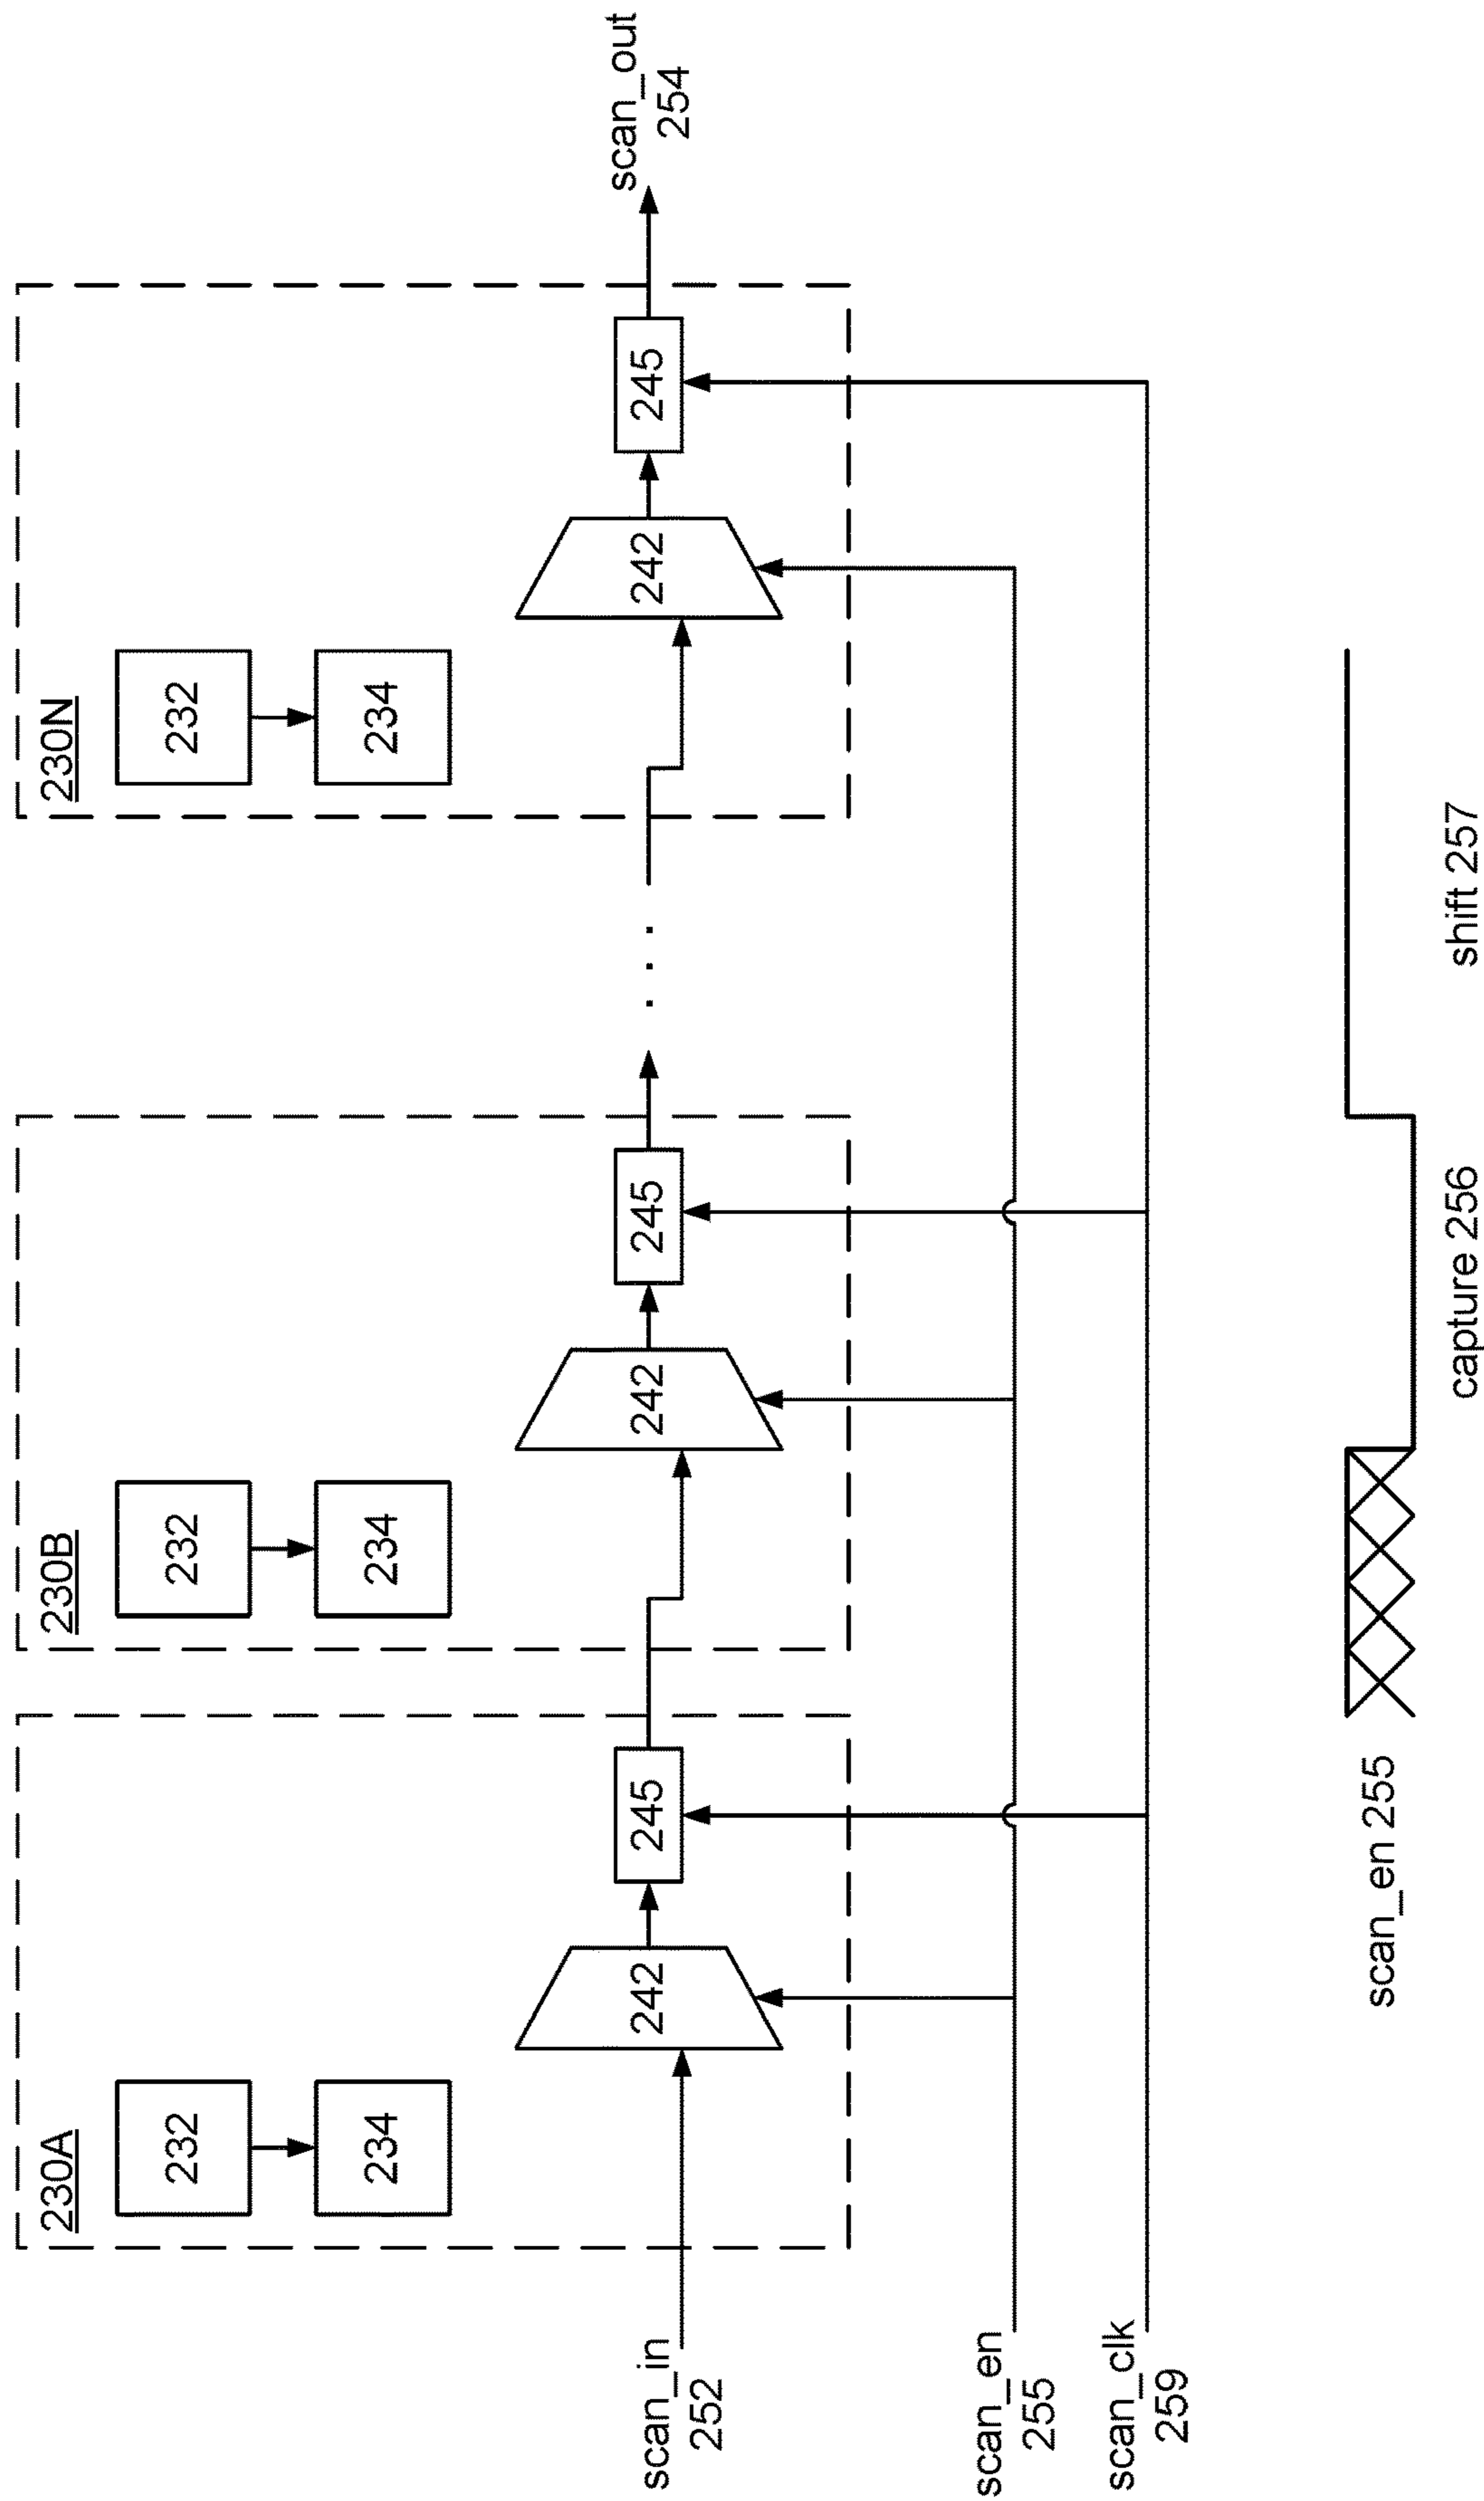 230A
232
234
242
245
230B
232
234
242
245
. . .
230N
232
234
242
245
scan_in
252
scan_out
254
scan_en
255
scan_clk
259
scan_en 255
capture 256
shift 257